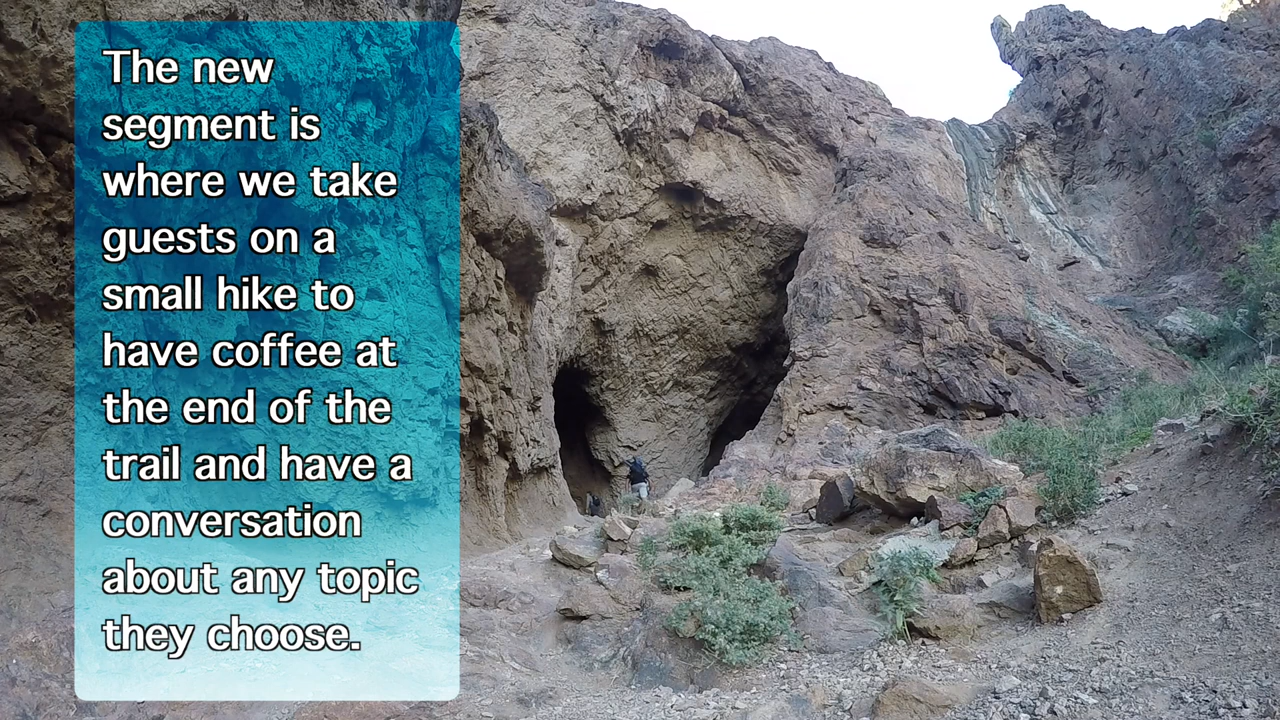 The new
segment is
where we take
guests on a
small hike to
have coffee at
the end of the
trail and have a
conversation
about any topic
they choose.